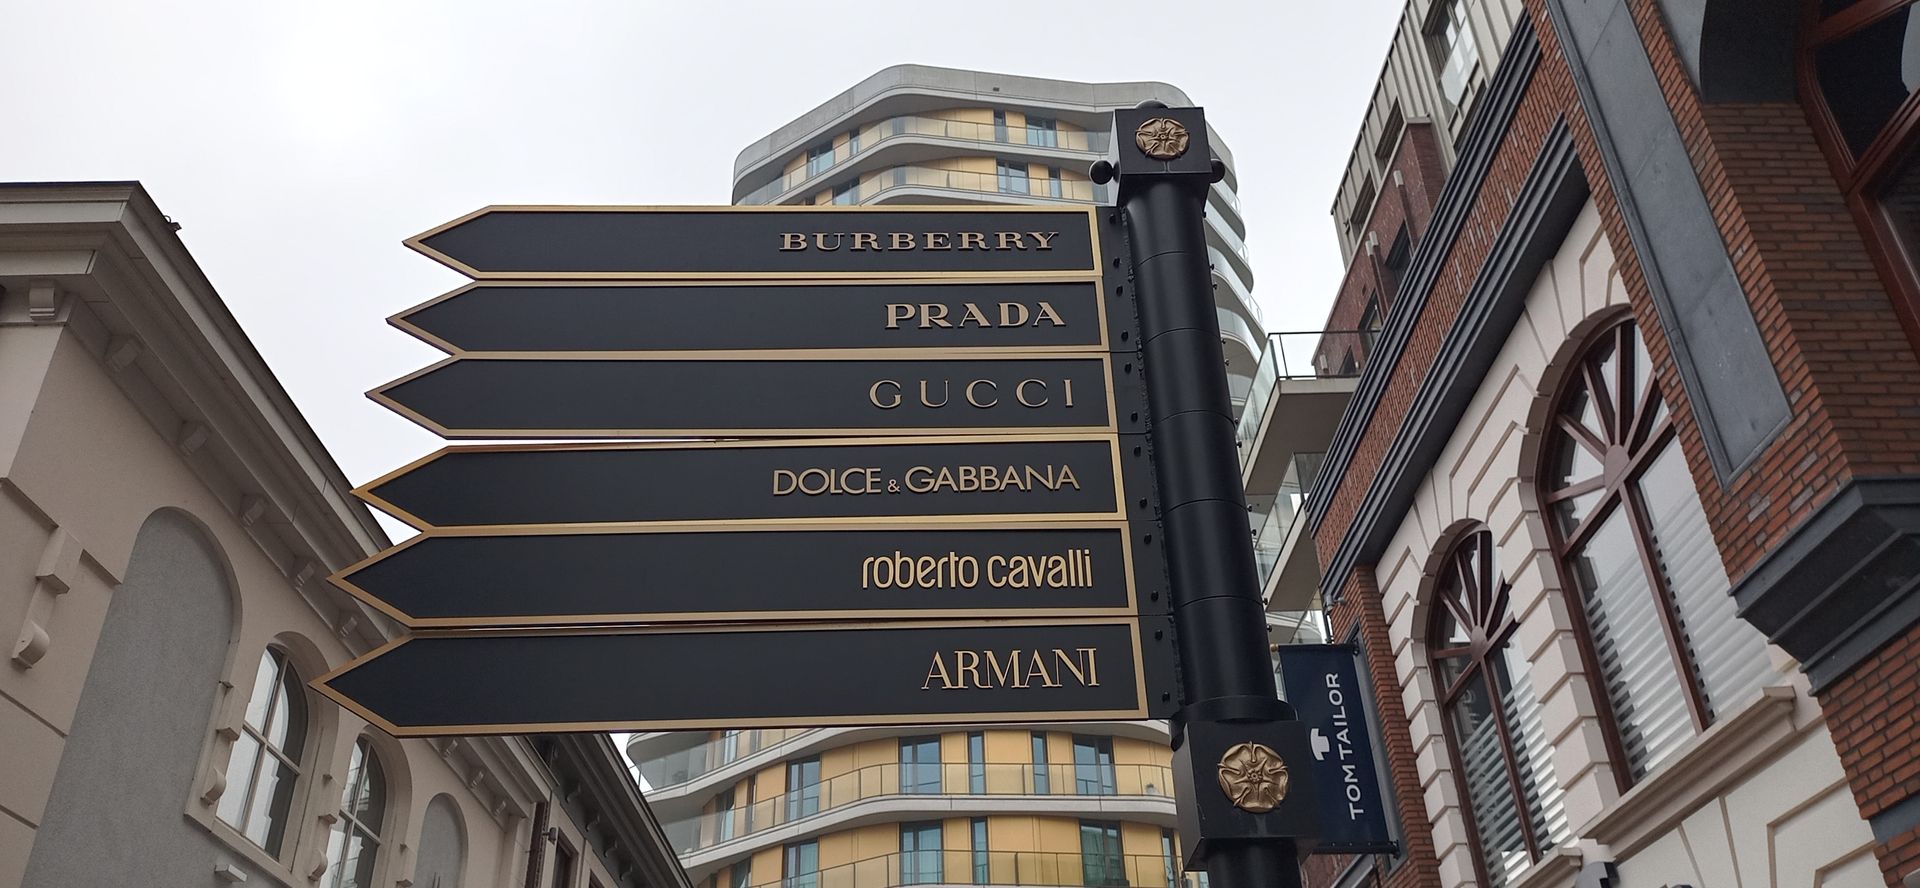 BURBERRY
PRADA
GUCCI
DOLCE & GABBANA
roberto cavalli
ARMANI
TOM TAILOR